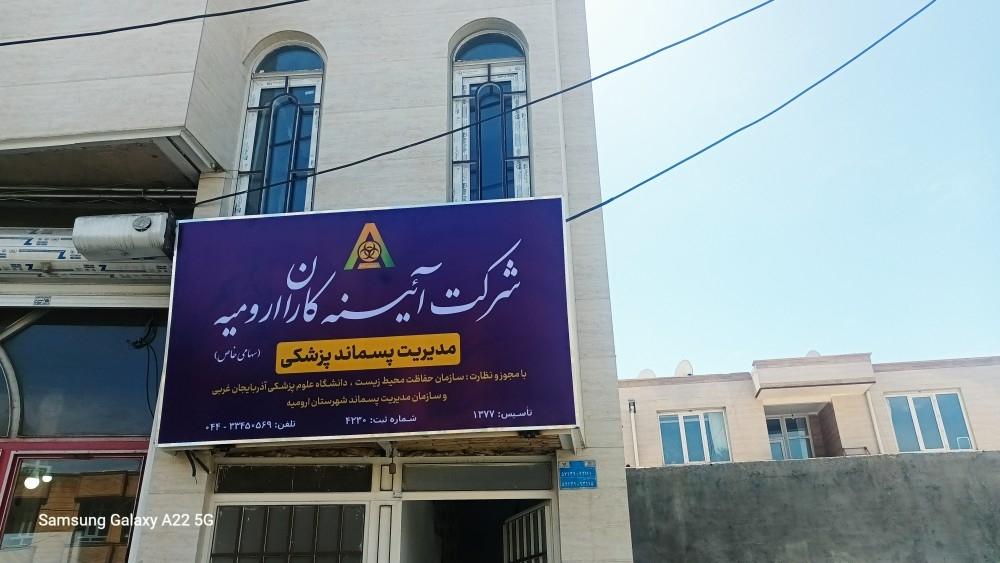 شرکت آئینه کاران ارومیه
(سهامی خاص)
مدیریت پسماند پزشکی
با مجوز و نظارت : سازمان حفاظت محیط زیست ، دانشگاه علوم پزشکی آذربایجان غربی
و سازمان مدیریت پسماند شهرستان ارومیه
تأسیس: ۱۳۷۷ شماره ثبت: ۴۲۳۰ تلفن: ۳۳۴۵۰۵۶۹ - ۰۴۴
Samsung Galaxy A22 5G